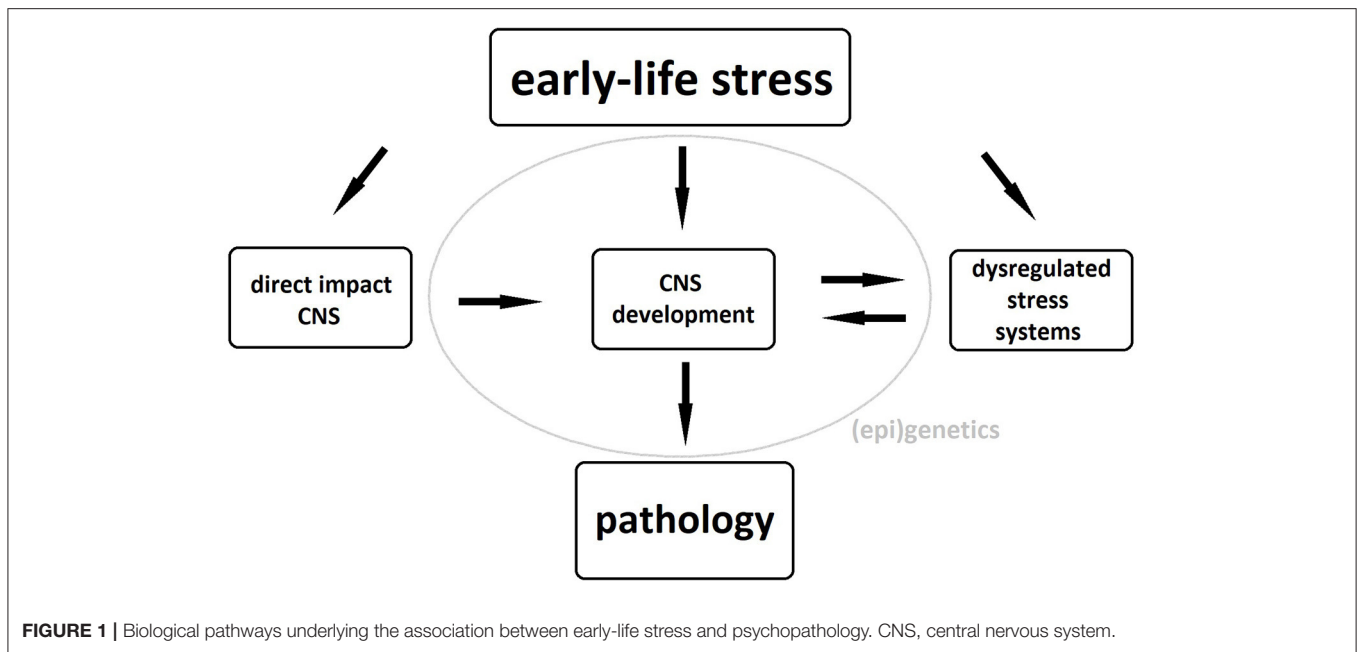 early-life stress
direct impact
CNS
CNS
development
dysregulated
stress
systems
(epi)genetics
pathology
FIGURE 1 | Biological pathways underlying the association between early-life stress and psychopathology. CNS, central nervous system.